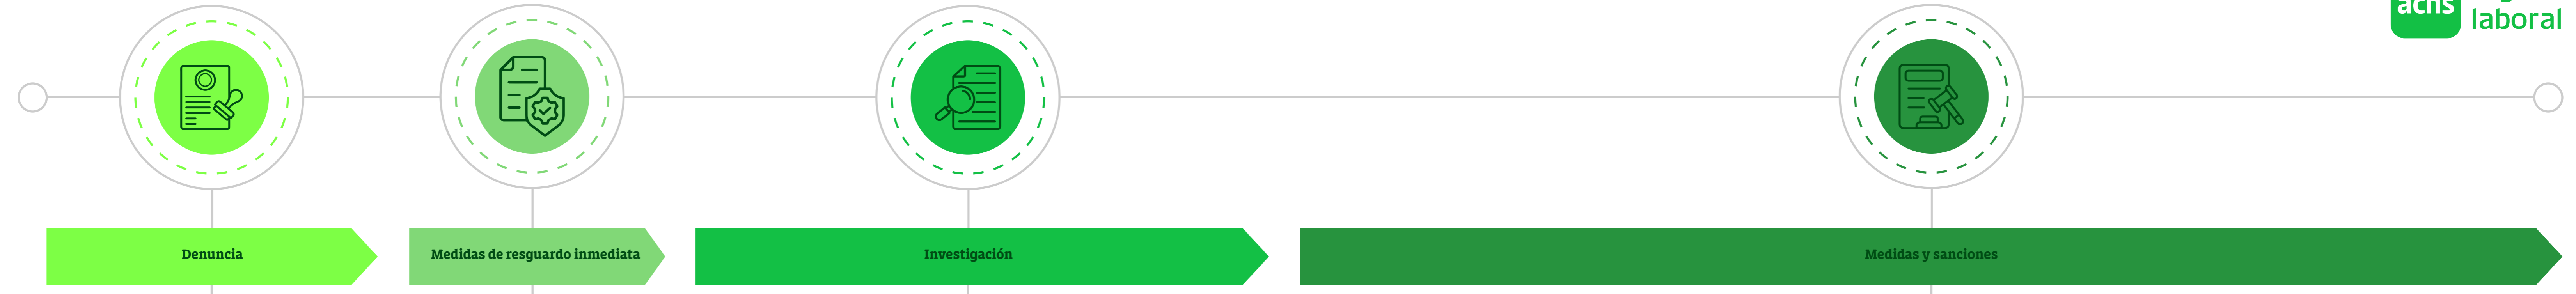 achs
laboral
Denuncia
Medidas de resguardo inmediata
Investigación
Medidas y sanciones